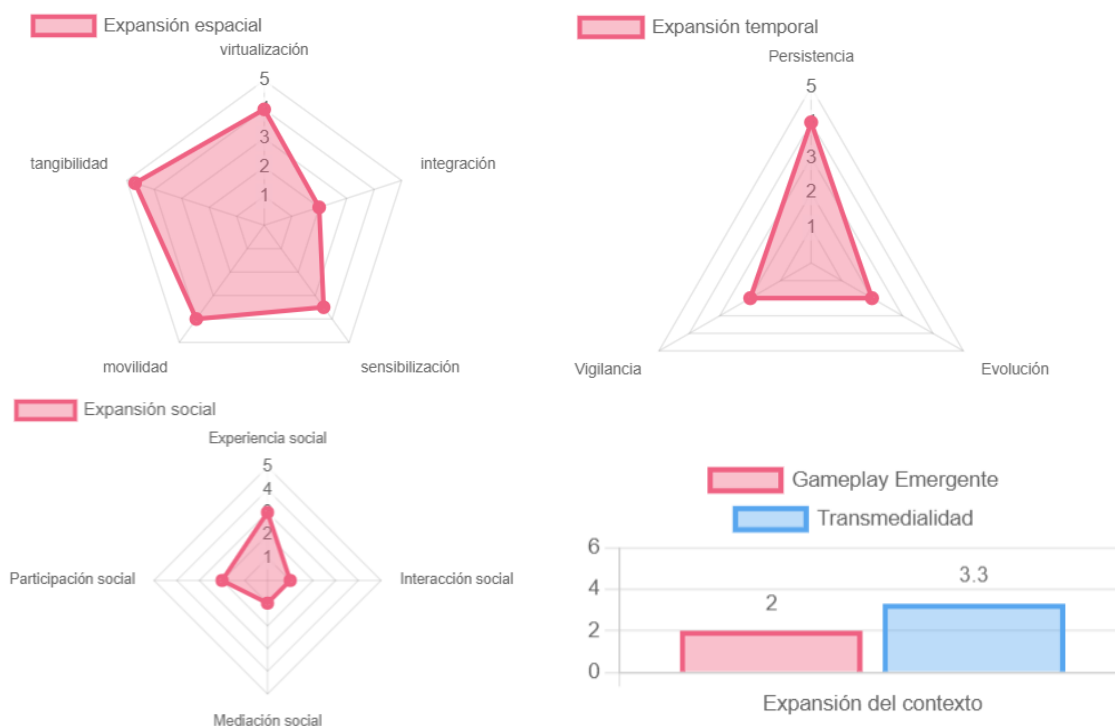 Expansión espacial
virtualización
5
4
3
2
1
tangibilidad
integración
movilidad
sensibilización
Expansión temporal
Persistencia
5
4
3
2
1
Vigilancia
Evolución
Expansión social
Experiencia social
5
4
2
1
Participación social
Interacción social
Mediación social
Gameplay Emergente
Transmedialidad
6
4
2
0
2
3.3
Expansión del contexto